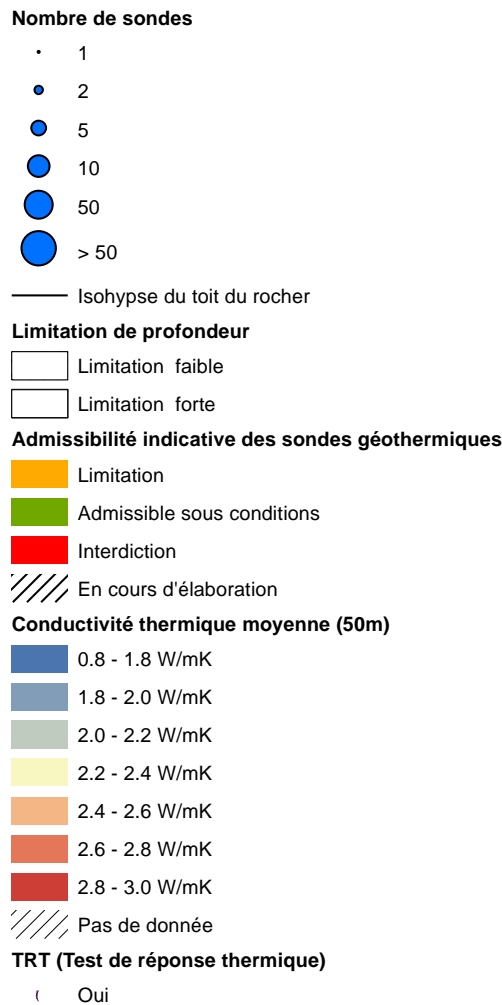 Nombre de sondes
1
2
5
10
50
> 50
Isohypse du toit du rocher
Limitation de profondeur
Limitation faible
Limitation forte
Admissibilité indicative des sondes géothermiques
Limitation
Admissible sous conditions
Interdiction
En cours d'élaboration
Conductivité thermique moyenne (50m)
0.8 - 1.8 W/mK
1.8 - 2.0 W/mK
2.0 - 2.2 W/mK
2.2 - 2.4 W/mK
2.4 - 2.6 W/mK
2.6 - 2.8 W/mK
2.8 - 3.0 W/mK
Pas de donnée
TRT (Test de réponse thermique)
Oui